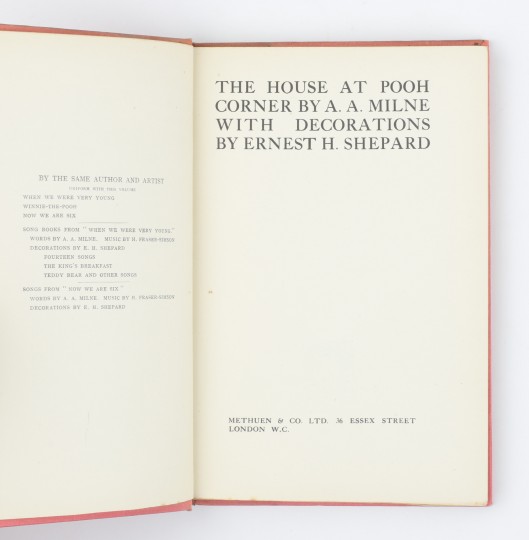 BY THE SAME AUTHOR AND ARTIST
UNIFORM WITH THIS VOLUME
WHEN WE WERE VERY YOUNG
WINNIE-THE-POOH
NOW WE ARE SIX
SONG BOOKS FROM "WHEN WE WERE VERY YOUNG."
WORDS BY A. A. MILNE. MUSIC BY H. FRASER-SIMSON
DECORATIONS BY E. H. SHEPARD
FOURTEEN SONGS
THE KING'S BREAKFAST
TEDDY BEAR AND OTHER SONGS
SONGS FROM "NOW WE ARE SIX."
WORDS BY A. A. MILNE. MUSIC BY H. FRASER-SIMSON
DECORATIONS BY E. H. SHEPARD
THE HOUSE AT POOH
CORNER BY A. A. MILNE
WITH DECORATIONS
BY ERNEST H. SHEPARD
METHUEN & CO. LTD. 36 ESSEX STREET
LONDON W.C.